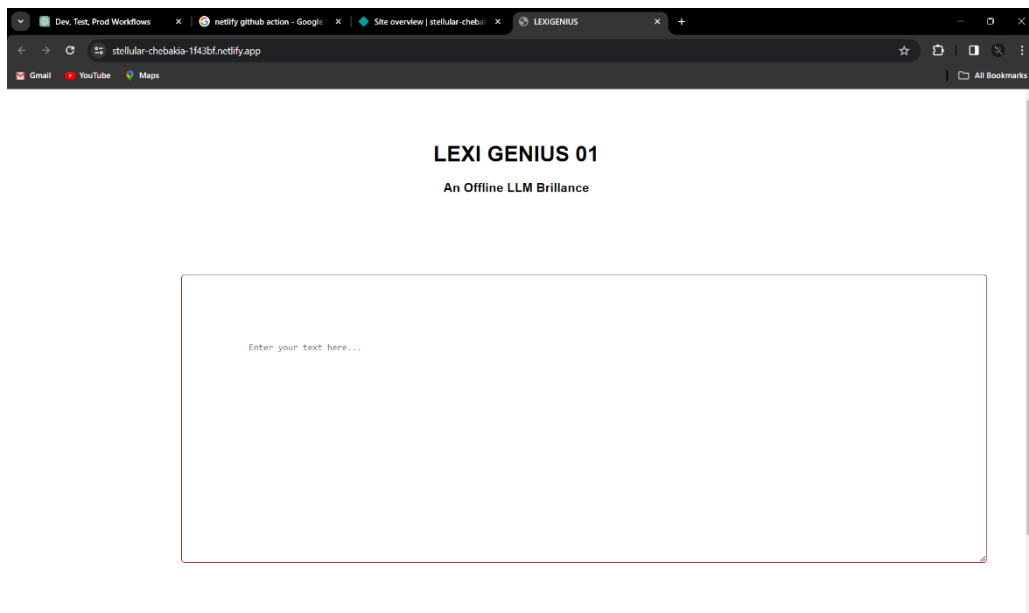 Dev, Test, Prod Workflows
netlify github action - Google
Site overview | stellular-chebal
LEXIGENIUS
stellular-chebakia-1f43bf.netlify.app
Gmail
YouTube
Maps
All Bookmarks
LEXI GENIUS 01
An Offline LLM Brillance
Enter your text here...